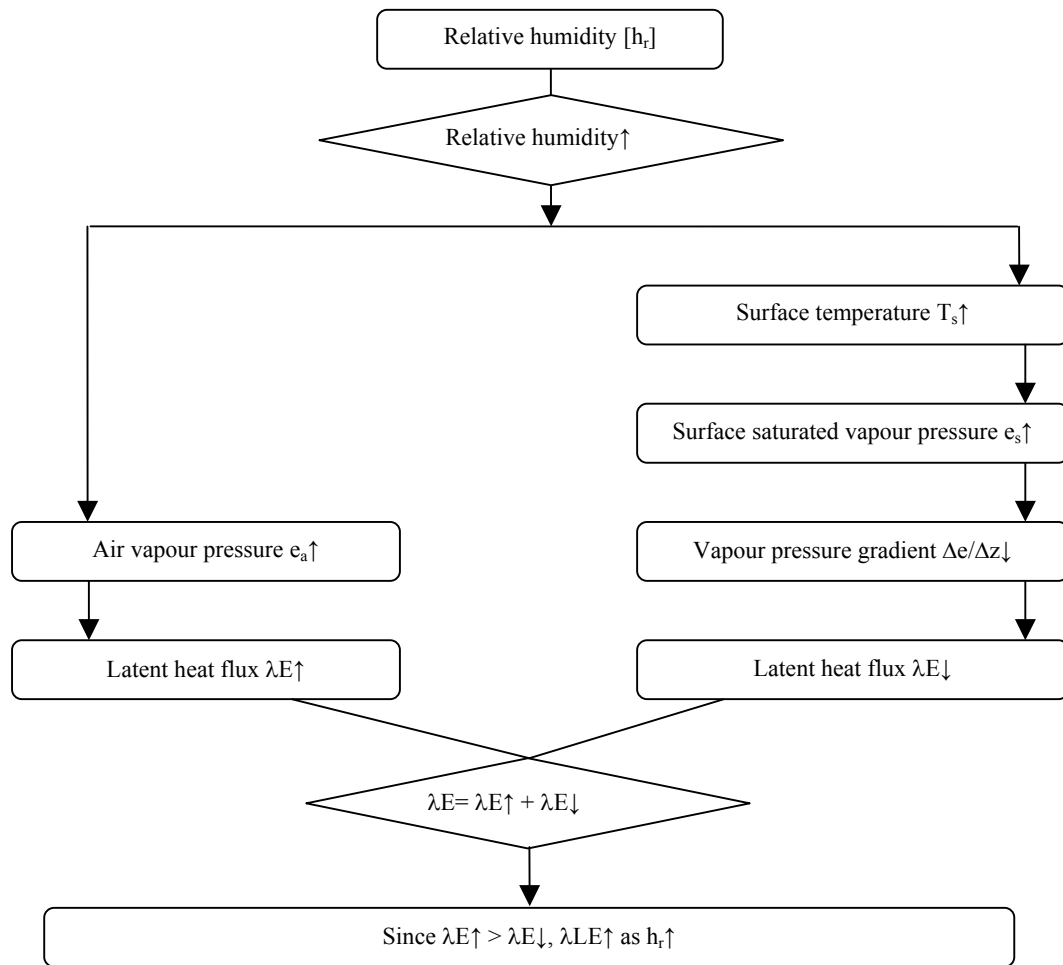 Relative humidity [hᵣ]
Relative humidity↑
Surface temperature Tₛ↑
Surface saturated vapour pressure eₛ↑
Air vapour pressure eₐ↑
Vapour pressure gradient Δe/Δz↓
Latent heat flux λE↑
Latent heat flux λE↓
λE= λE↑ + λE↓
Since λE↑ > λE↓, λLE↑ as hᵣ↑